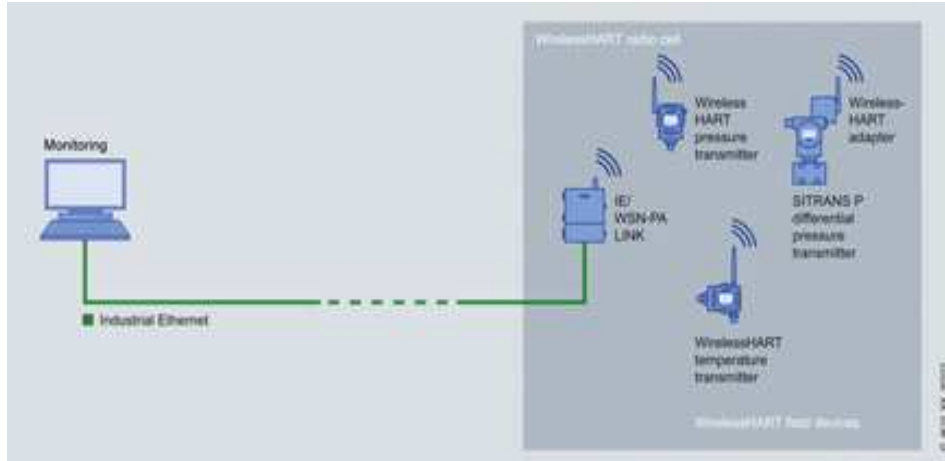 WirelessHART radio cell
Wireless
HART
pressure
transmitter
Wireless-
HART
adapter
Monitoring
IE/
WSN-PA
LINK
SITRANS P
differential
pressure
transmitter
Industrial Ethernet
WirelessHART
temperature
transmitter
WirelessHART field devices